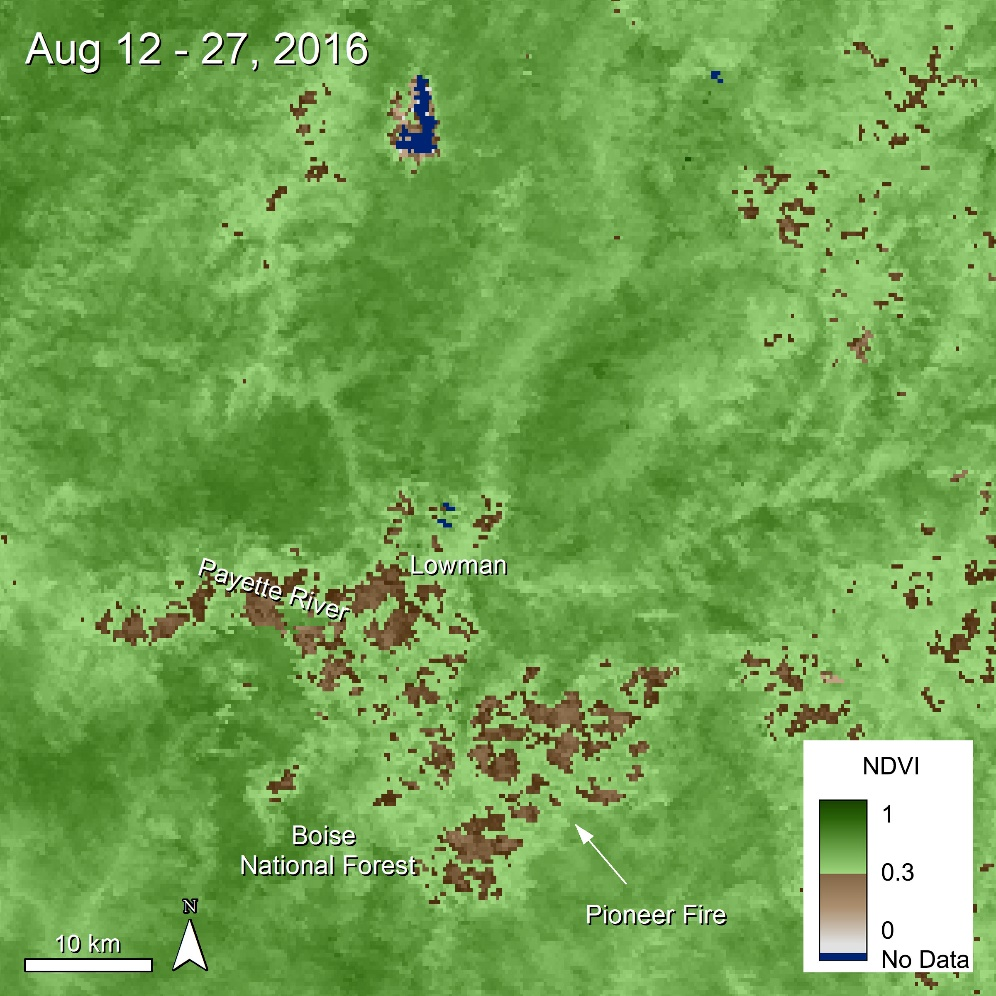 Aug 12 - 27, 2016
Lowman
Payette River
Boise
National Forest
Pioneer Fire
N
10 km
NDVI
1
0.3
0
No Data